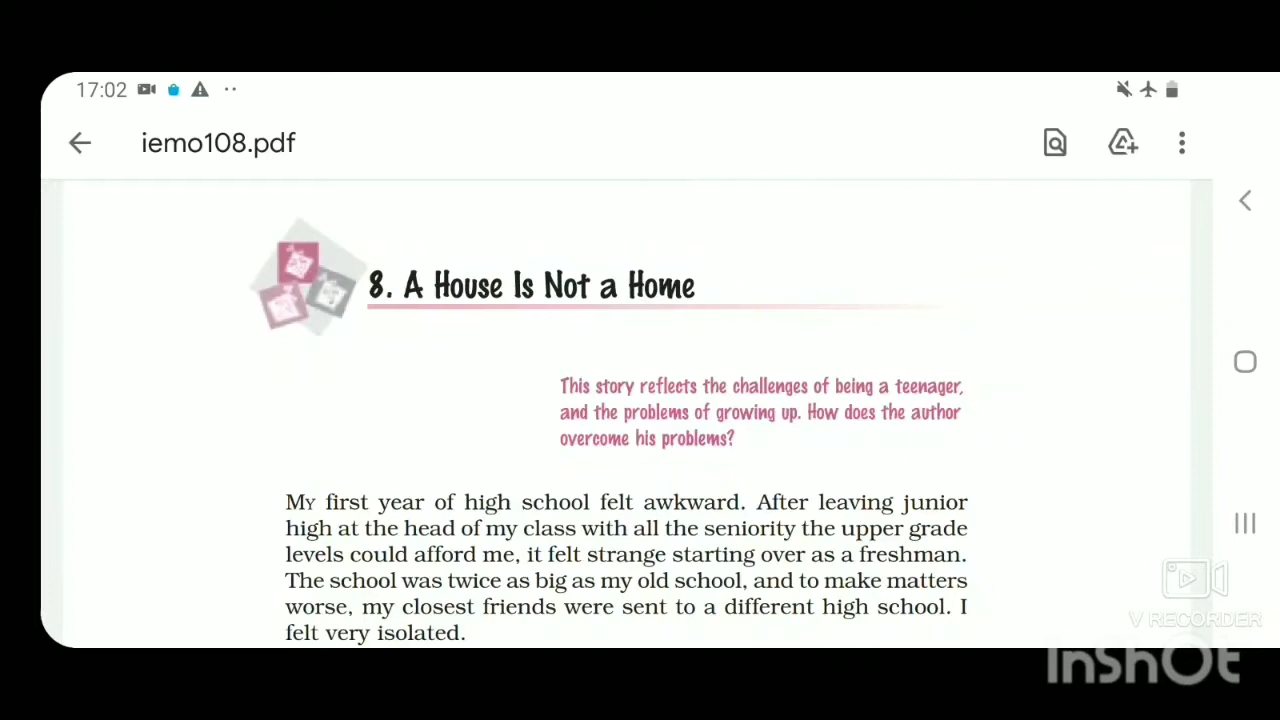 17:02
iemo108.pdf
8. A House Is Not a Home
This story reflects the challenges of being a teenager,
and the problems of growing up. How does the author
overcome his problems?
MY first year of high school felt awkward. After leaving junior
high at the head of my class with all the seniority the upper grade
levels could afford me, it felt strange starting over as a freshman.
The school was twice as big as my old school, and to make matters
worse, my closest friends were sent to a different high school. I
felt very isolated.
V RECORDER
InShOt